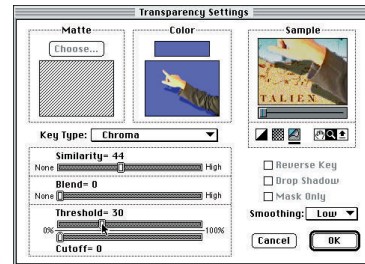 Transparency Settings
Matte
Choose...
Color
Sample
TALIEN
Key Type: Chroma
Similarity= 44
None High
Blend= 0
None High
Threshold= 30
0% 100%
Cutoff= 0
Reverse Key
Drop Shadow
Mask Only
Smoothing: Low
Cancel OK